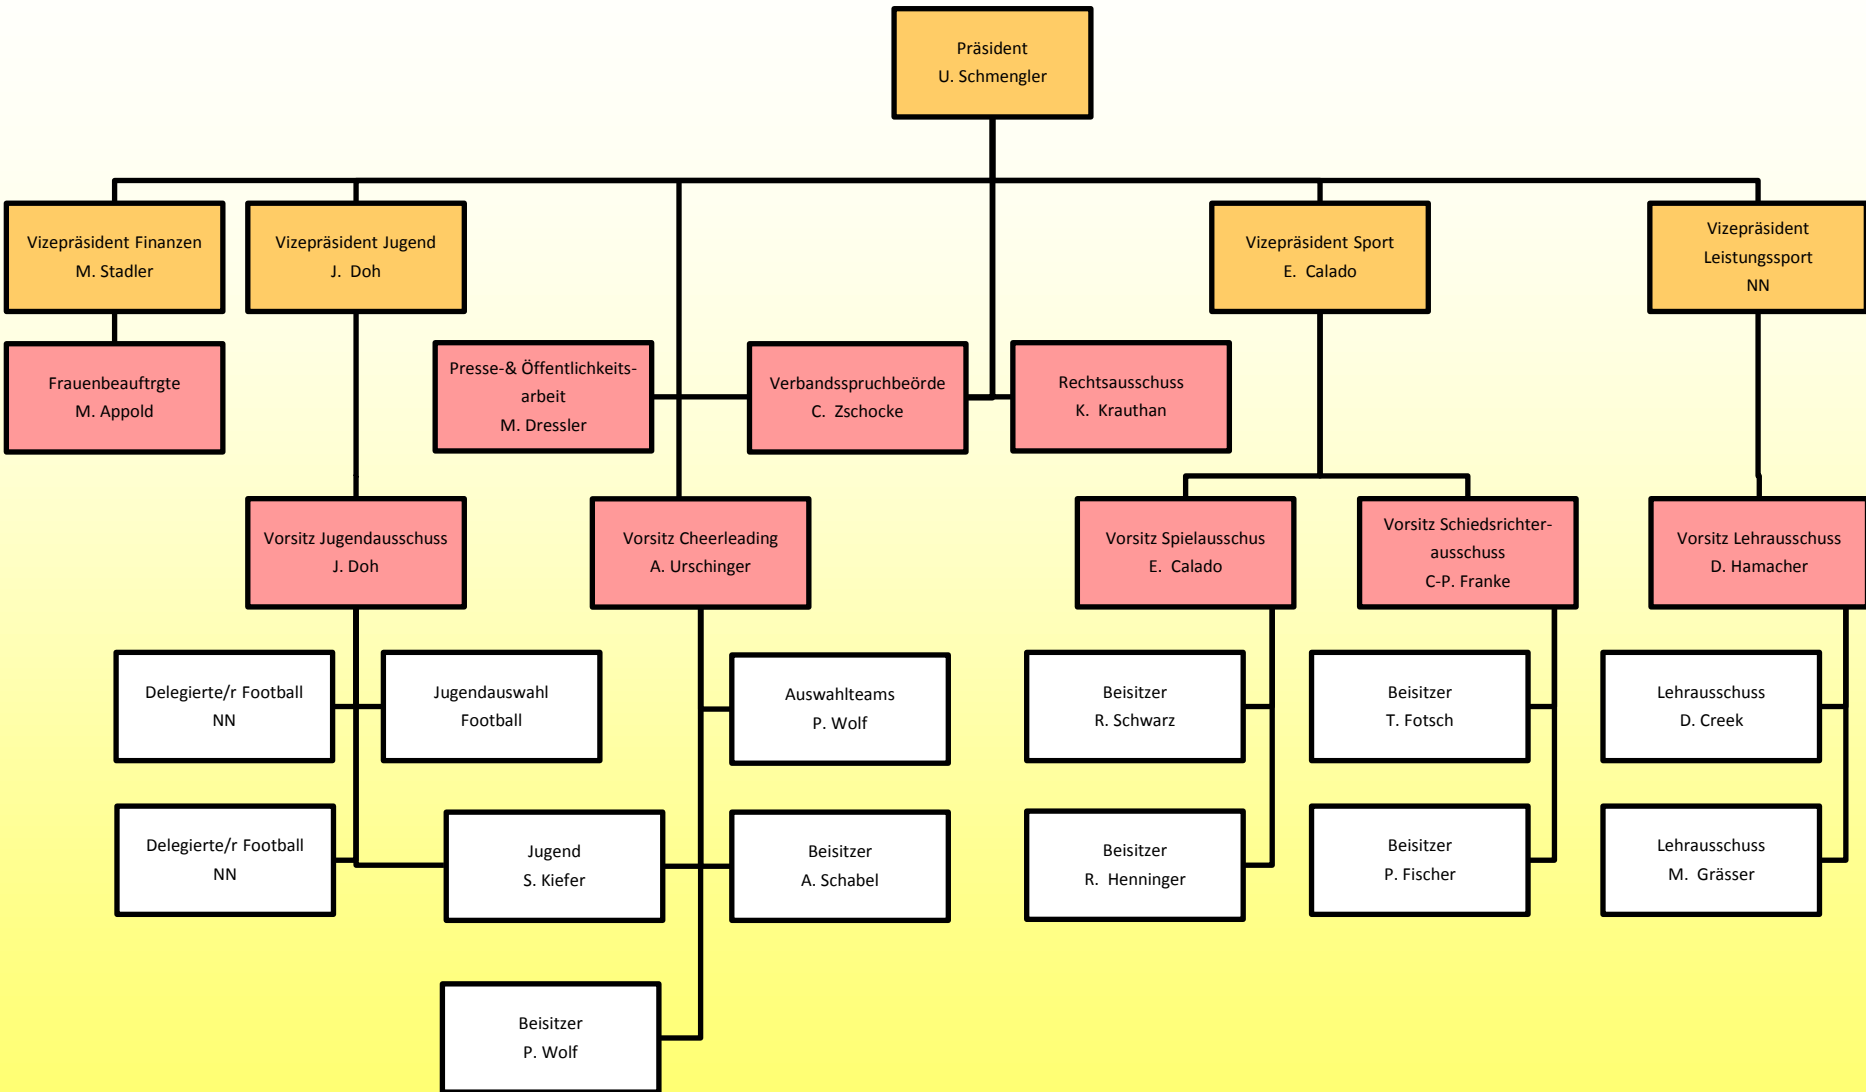 Präsident
U. Schmengler
Vizepräsident Finanzen
M. Stadler
Vizepräsident Jugend
J. Doh
Vizepräsident Sport
E. Calado
Vizepräsident
Leistungssport
NN
Frauenbeauftrgte
M. Appold
Presse-& Öffentlichkeits-
arbeit
M. Dressler
Verbandsspruchbeörde
C. Zschocke
Rechtsausschuss
K. Krauthan
Vorsitz Jugendausschuss
J. Doh
Vorsitz Cheerleading
A. Urschinger
Vorsitz Spielausschus
E. Calado
Vorsitz Schiedsrichter-
ausschuss
C-P. Franke
Vorsitz Lehrausschuss
D. Hamacher
Delegierte/r Football
NN
Jugendauswahl
Football
Auswahlteams
P. Wolf
Beisitzer
R. Schwarz
Beisitzer
T. Fotsch
Lehrausschuss
D. Creek
Delegierte/r Football
NN
Jugend
S. Kiefer
Beisitzer
A. Schabel
Beisitzer
R. Henninger
Beisitzer
P. Fischer
Lehrausschuss
M. Grässer
Beisitzer
P. Wolf